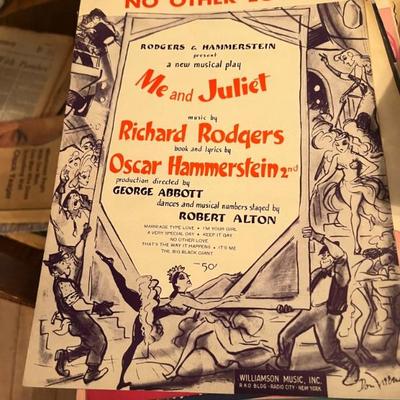 NO OTHER LO
RODGERS & HAMMERSTEIN
present
a new musical play
Me and Juliet
music by
Richard Rodgers
book and lyrics by
Oscar Hammerstein 2nd
production directed by
GEORGE ABBOTT
dances and musical numbers staged by
ROBERT ALTON
MARRIAGE TYPE LOVE • I'M YOUR GIRL
A VERY SPECIAL DAY • KEEP IT GAY
NO OTHER LOVE
THAT'S THE WAY IT HAPPENS • IT'S ME
THE BIG BLACK GIANT
50¢
WILLIAMSON MUSIC, INC.
RKO BLDG • RADIO CITY • NEW YORK